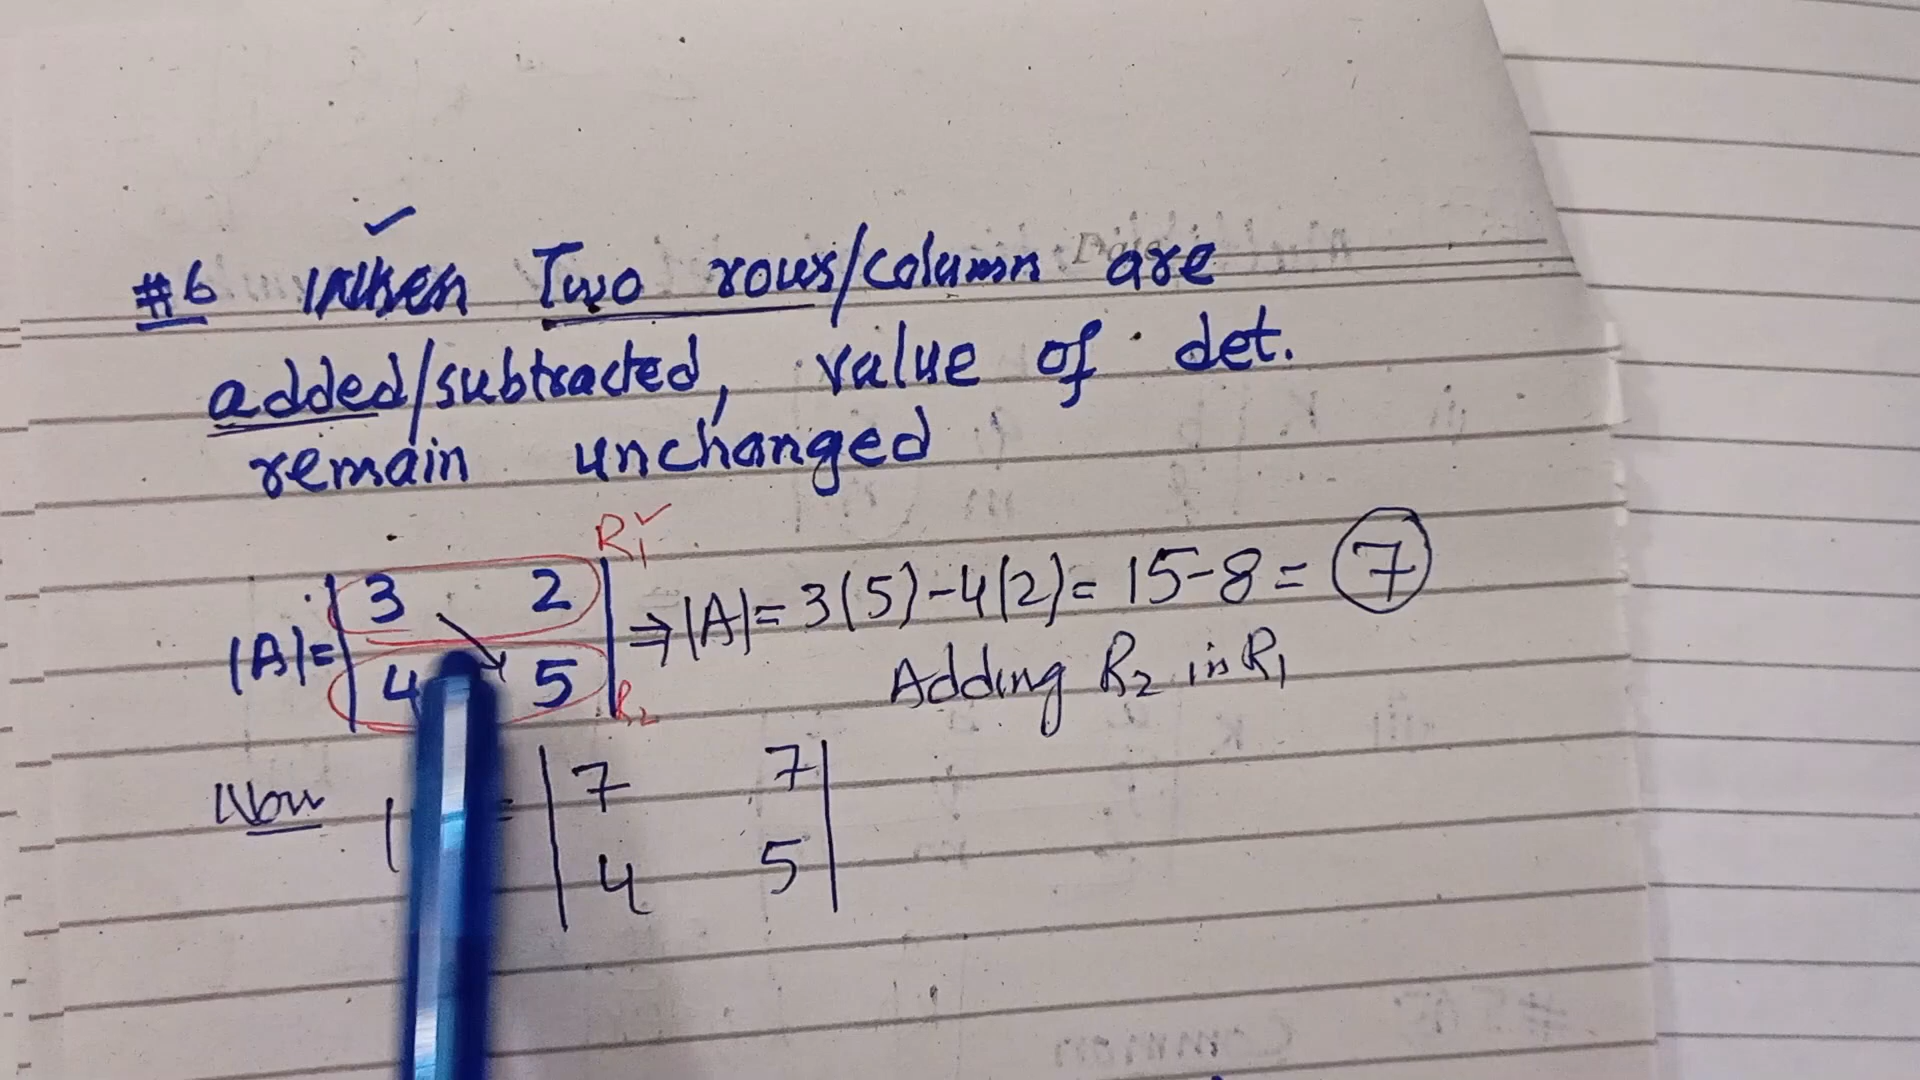 #6 When Two rows/column are
added/subtracted, value of det.
remain unchanged
R1
|A|= | 3 2 | ⇒ |A|= 3(5)-4(2)= 15-8= 7
| 4 5 | R2 Adding R2 in R1
Now | = | 7 7 |
| 4 5 |